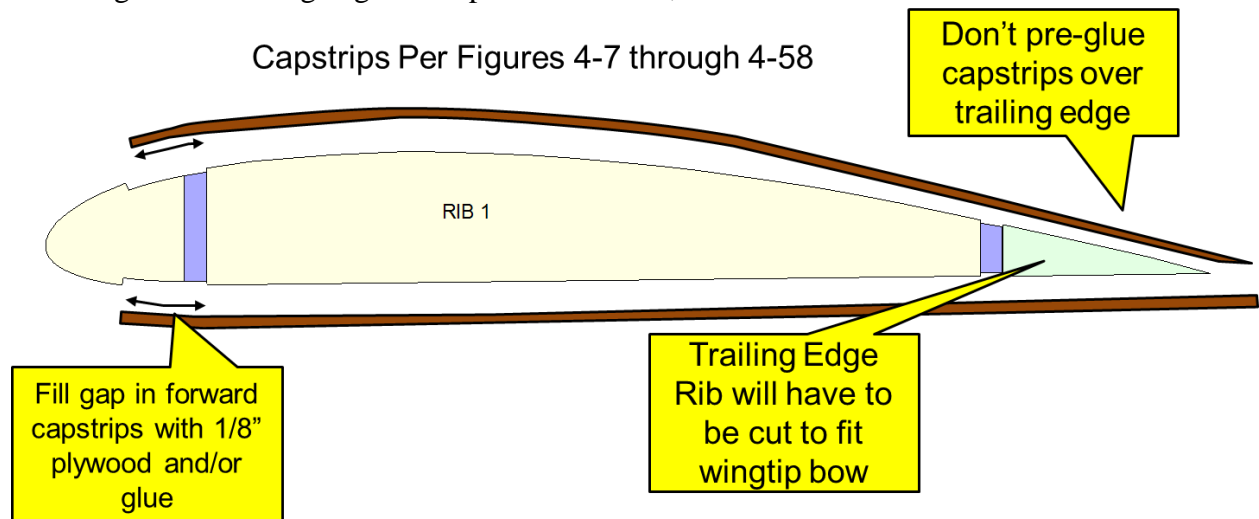 Capstrips Per Figures 4-7 through 4-58
Don’t pre-glue
capstrips over
trailing edge
RIB 1
Fill gap in forward
capstrips with 1/8”
plywood and/or
glue
Trailing Edge
Rib will have to
be cut to fit
wingtip bow